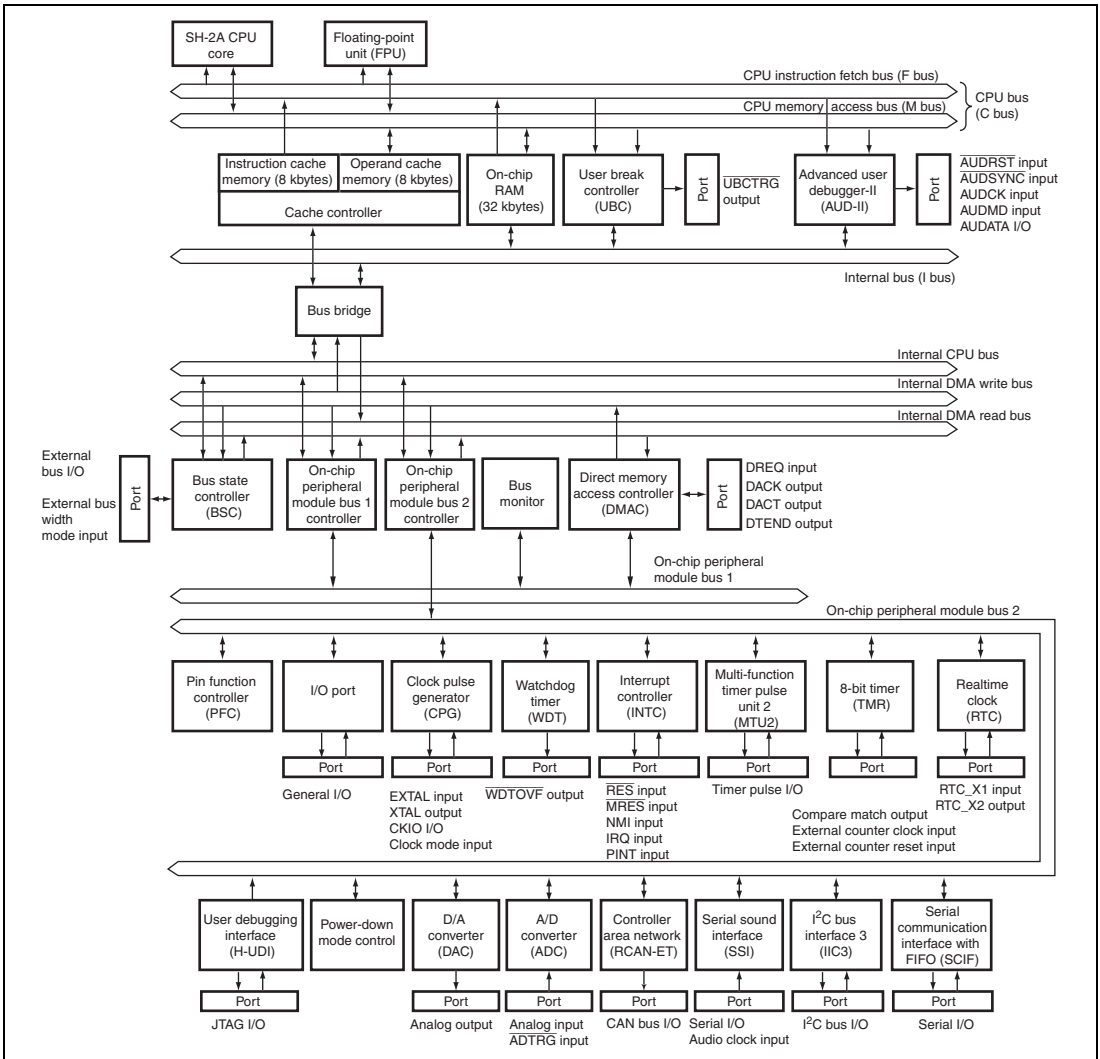 SH-2A CPU
core
Floating-point
unit (FPU)
CPU instruction fetch bus (F bus)
CPU memory access bus (M bus)
CPU bus
(C bus)
Instruction cache
memory (8 kbytes)
Operand cache
memory (8 kbytes)
Cache controller
On-chip
RAM
(32 kbytes)
User break
controller
(UBC)
Port
UBCTRG
output
Advanced user
debugger-II
(AUD-II)
Port
AUDRST input
AUDSYNC input
AUDCK input
AUDMD input
AUDATA I/O
Internal bus (I bus)
Bus bridge
Internal CPU bus
Internal DMA write bus
Internal DMA read bus
External
bus I/O
External bus
width
mode input
Port
Bus state
controller
(BSC)
On-chip
peripheral
module bus 1
controller
On-chip
peripheral
module bus 2
controller
Bus
monitor
Direct memory
access controller
(DMAC)
Port
DREQ input
DACK output
DACT output
DTEND output
On-chip peripheral
module bus 1
On-chip peripheral module bus 2
Pin function
controller
(PFC)
I/O port
Clock pulse
generator
(CPG)
Watchdog
timer
(WDT)
Interrupt
controller
(INTC)
Multi-function
timer pulse
unit 2
(MTU2)
8-bit timer
(TMR)
Realtime
clock
(RTC)
Port
Port
Port
Port
Port
Port
Port
General I/O
EXTAL input
XTAL output
CKIO I/O
Clock mode input
WDTOVF output
RES input
MRES input
NMI input
IRQ input
PINT input
Timer pulse I/O
Compare match output
External counter clock input
External counter reset input
RTC_X1 input
RTC_X2 output
User debugging
interface
(H-UDI)
Power-down
mode control
D/A
converter
(DAC)
A/D
converter
(ADC)
Controller
area network
(RCAN-ET)
Serial sound
interface
(SSI)
I²C bus
interface 3
(IIC3)
Serial
communication
interface with
FIFO (SCIF)
Port
Port
Port
Port
Port
Port
Port
JTAG I/O
Analog output
Analog input
ADTRG input
CAN bus I/O
Serial I/O
Audio clock input
I²C bus I/O
Serial I/O